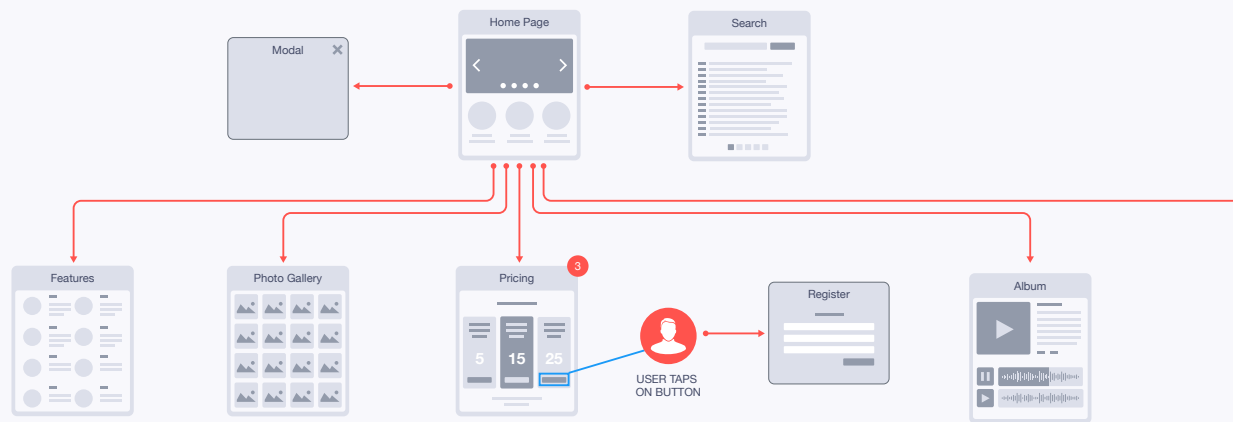 Home Page
Search
Modal
Features
Photo Gallery
Pricing
3
5
15
25
USER TAPS
ON BUTTON
Register
Album